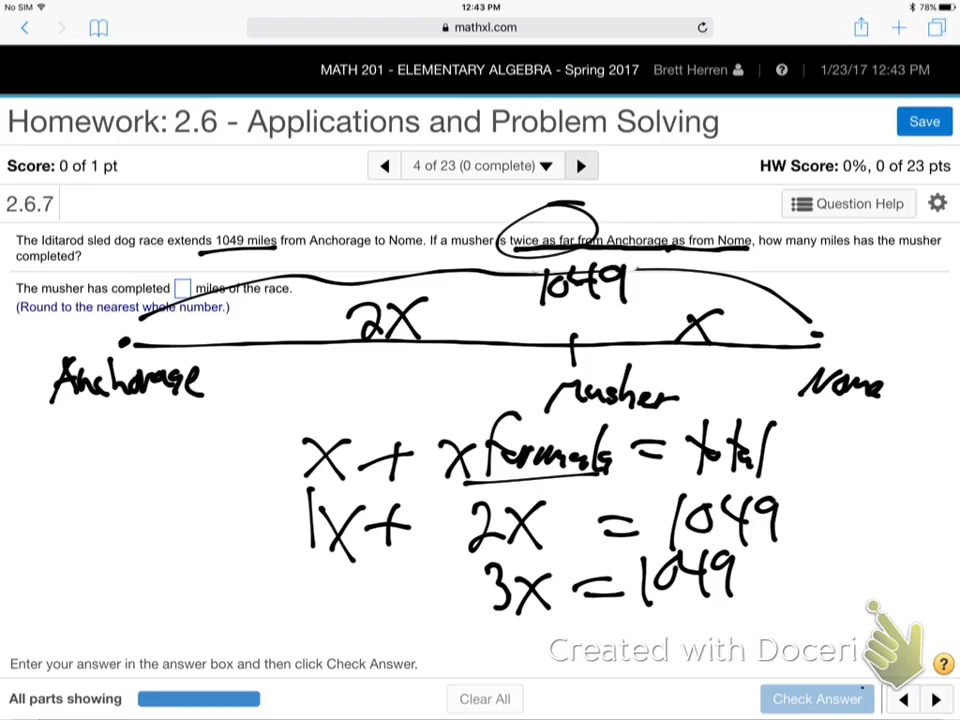 No SIM 12:43 PM 78%
mathxl.com
MATH 201 - ELEMENTARY ALGEBRA - Spring 2017 Brett Herren ? 1/23/17 12:43 PM
Homework: 2.6 - Applications and Problem Solving Save
Score: 0 of 1 pt 4 of 23 (0 complete) HW Score: 0%, 0 of 23 pts
2.6.7 Question Help
The Iditarod sled dog race extends 1049 miles from Anchorage to Nome. If a musher is twice as far from Anchorage as from Nome, how many miles has the musher
completed?
The musher has completed miles of the race.
(Round to the nearest whole number.)
1049
2x x
Anchorage Musher Nome
x + x formula = total
1x + 2x = 1049
3x = 1049
Created with Doceri
Enter your answer in the answer box and then click Check Answer. ?
All parts showing Clear All Check Answer